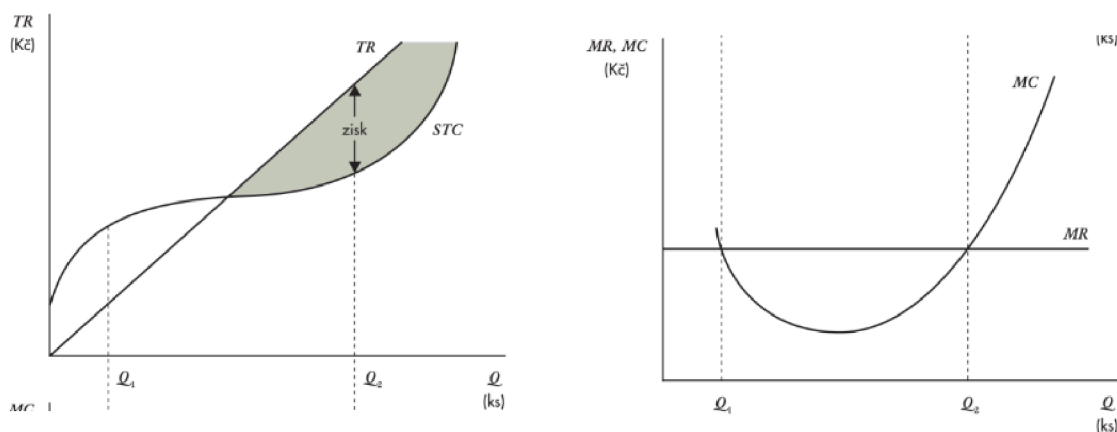 TR
(Kč)
TR
zisk
STC
Q₁
Q₂
Q
(ks)
MC
MR, MC
(Kč)
(ks)
MC
MR
Q₁
Q₂
Q
(ks)